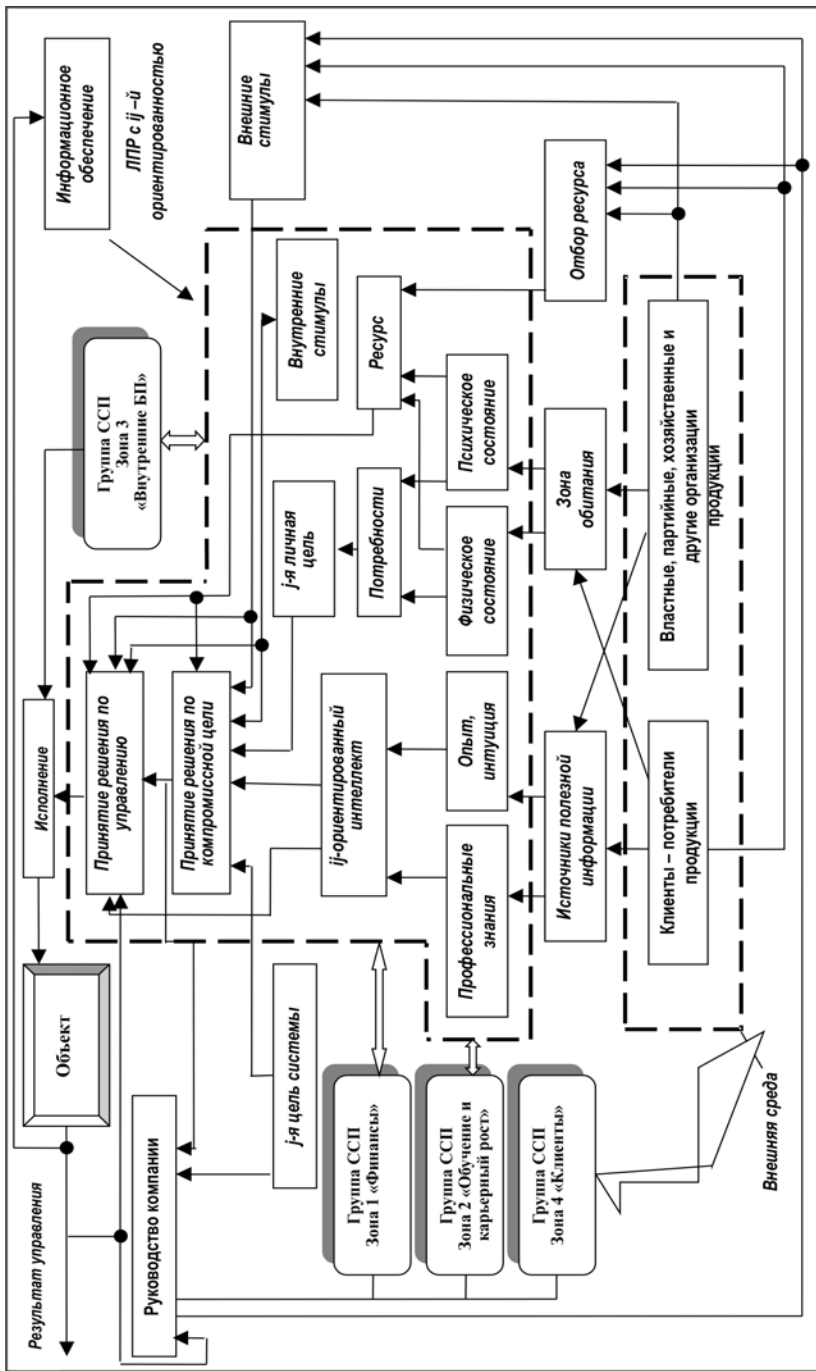 Результат управления
Объект
Исполнение
Группа ССП
Зона 3
«Внутренние БП»
Информационное
обеспечение
ЛПР с ij –й
ориентированностью
Руководство компании
Принятие решения по
управлению
Принятие решения по
компромиссной цели
j-я цель системы
ij-ориентированный
интеллект
j-я личная
цель
Внутренние
стимулы
Внешние
стимулы
Потребности
Ресурс
Группа ССП
Зона 1 «Финансы»
Группа ССП
Зона 2 «Обучение и
карьерный рост»
Группа ССП
Зона 4 «Клиенты»
Профессиональные
знания
Опыт,
интуиция
Физическое
состояние
Психическое
состояние
Источники полезной
информации
Зона
обитания
Отбор ресурса
Клиенты – потребители
продукции
Властные, партийные, хозяйственные и
другие организации
продукции
Внешняя среда